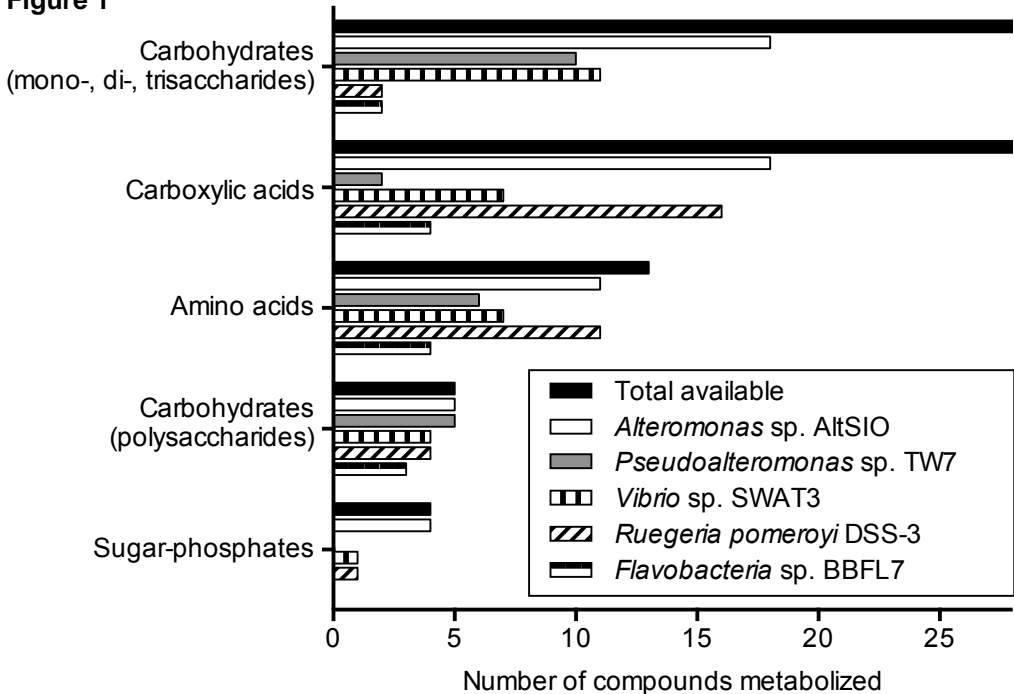 Figure 1
Carbohydrates
(mono-, di-, trisaccharides)
Carboxylic acids
Amino acids
Carbohydrates
(polysaccharides)
Sugar-phosphates
Total available
Alteromonas sp. AltSIO
Pseudoalteromonas sp. TW7
Vibrio sp. SWAT3
Ruegeria pomeroyi DSS-3
Flavobacteria sp. BBFL7
0 5 10 15 20 25
Number of compounds metabolized